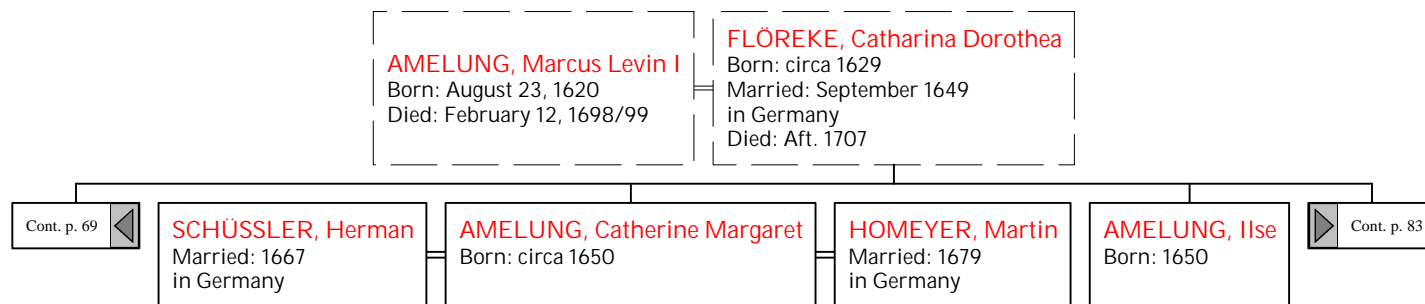 AMELUNG, Marcus Levin I
Born: August 23, 1620
Died: February 12, 1698/99
FLÖREKE, Catharina Dorothea
Born: circa 1629
Married: September 1649
in Germany
Died: Aft. 1707
Cont. p. 69
SCHÜSSLER, Herman
Married: 1667
in Germany
AMELUNG, Catherine Margaret
Born: circa 1650
HOMEYER, Martin
Married: 1679
in Germany
AMELUNG, Ilse
Born: 1650
Cont. p. 83